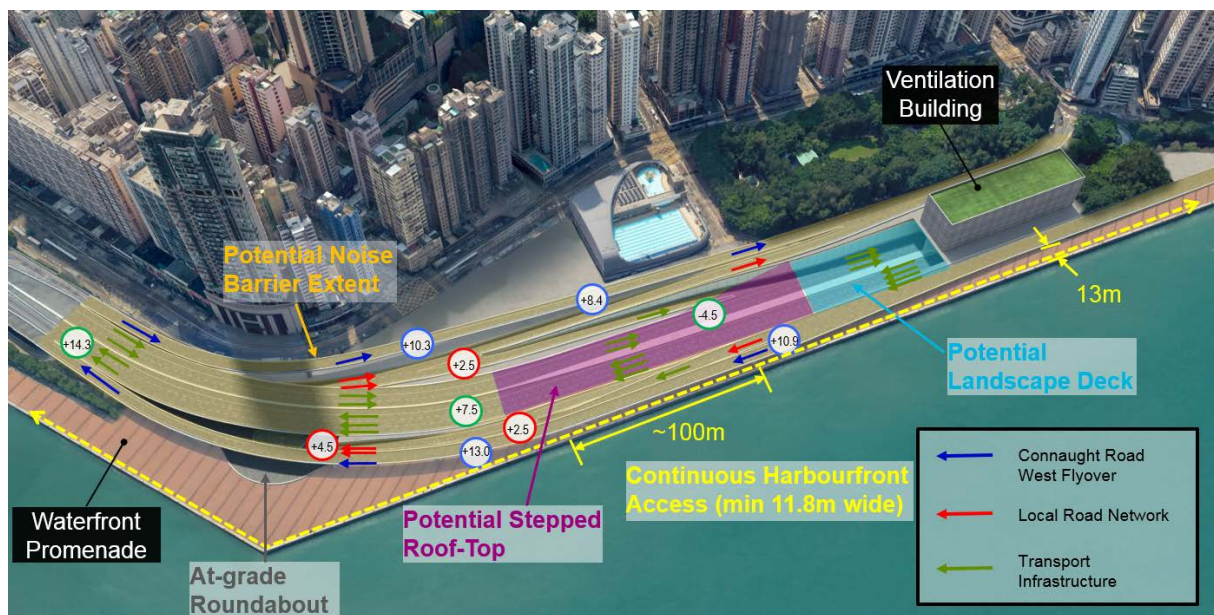 Ventilation
Building
Potential Noise
Barrier Extent
+14.3
+10.3
+8.4
+2.5
-4.5
+10.9
13m
Potential
Landscape Deck
+7.5
+2.5
+4.5
+13.0
~100m
Continuous Harbourfront
Access (min 11.8m wide)
Waterfront
Promenade
Potential Stepped
Roof-Top
At-grade
Roundabout
Connaught Road
West Flyover
Local Road Network
Transport
Infrastructure